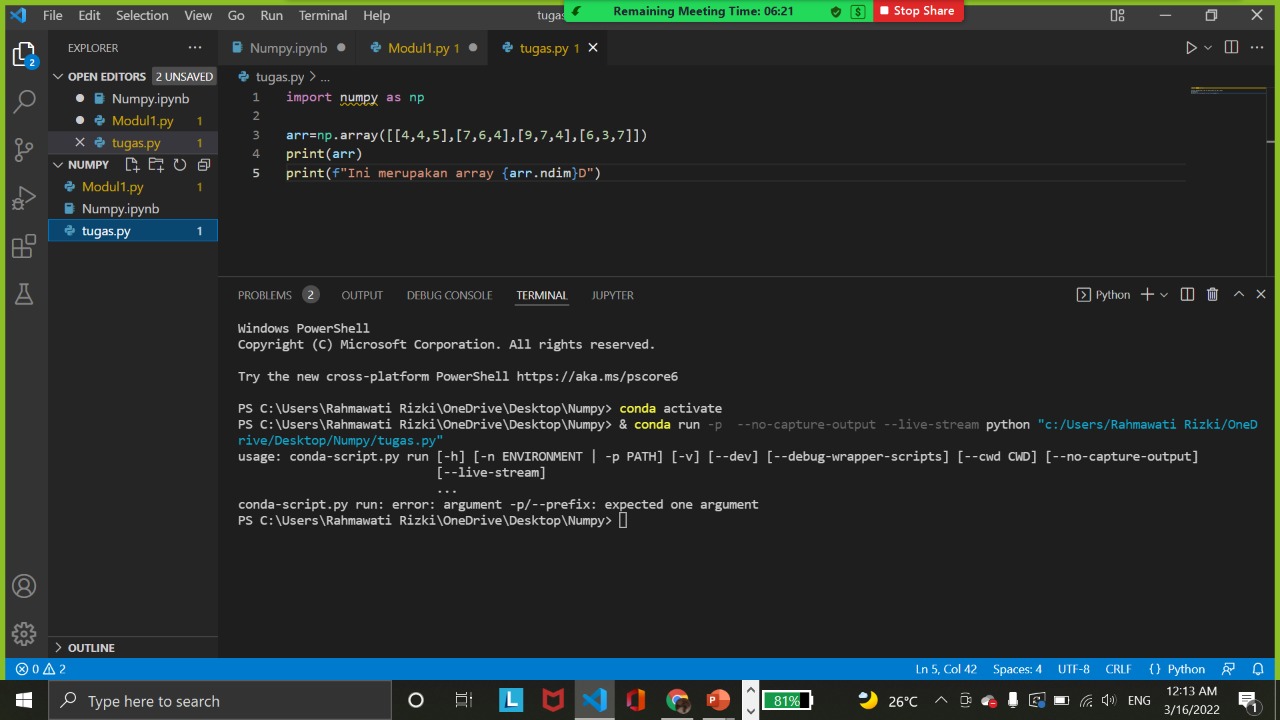 File Edit Selection View Go Run Terminal Help
tugas
Remaining Meeting Time: 06:21
Stop Share
EXPLORER
Numpy.ipynb
Modul1.py 1
tugas.py 1
OPEN EDITORS 2 UNSAVED
Numpy.ipynb
Modul1.py 1
tugas.py 1
NUMPY
Modul1.py 1
Numpy.ipynb
tugas.py 1
OUTLINE
2
tugas.py > ...
1 import numpy as np
2
3 arr=np.array([[4,4,5],[7,6,4],[9,7,4],[6,3,7]])
4 print(arr)
5 print(f"Ini merupakan array {arr.ndim}D")
PROBLEMS 2 OUTPUT DEBUG CONSOLE TERMINAL JUPYTER
Python
Windows PowerShell
Copyright (C) Microsoft Corporation. All rights reserved.
Try the new cross-platform PowerShell https://aka.ms/pscore6
PS C:\Users\Rahmawati Rizki\OneDrive\Desktop\Numpy> conda activate
PS C:\Users\Rahmawati Rizki\OneDrive\Desktop\Numpy> & conda run -p --no-capture-output --live-stream python "c:/Users/Rahmawati Rizki/OneD
rive/Desktop/Numpy/tugas.py"
usage: conda-script.py run [-h] [-n ENVIRONMENT | -p PATH] [-v] [--dev] [--debug-wrapper-scripts] [--cwd CWD] [--no-capture-output]
[--live-stream]
...
conda-script.py run: error: argument -p/--prefix: expected one argument
PS C:\Users\Rahmawati Rizki\OneDrive\Desktop\Numpy>
0 2
Ln 5, Col 42 Spaces: 4 UTF-8 CRLF {} Python
Type here to search
L
81%
26°C
ENG
12:13 AM
3/16/2022
1